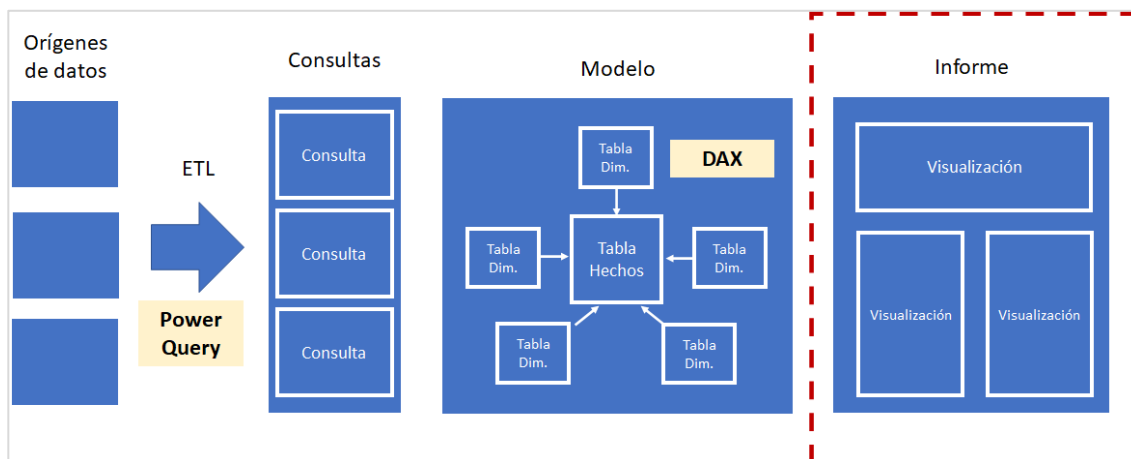 Orígenes
de datos
ETL
Power
Query
Consultas
Consulta
Consulta
Consulta
Modelo
DAX
Tabla
Dim.
Tabla
Dim.
Tabla
Hechos
Tabla
Dim.
Tabla
Dim.
Tabla
Dim.
Informe
Visualización
Visualización
Visualización